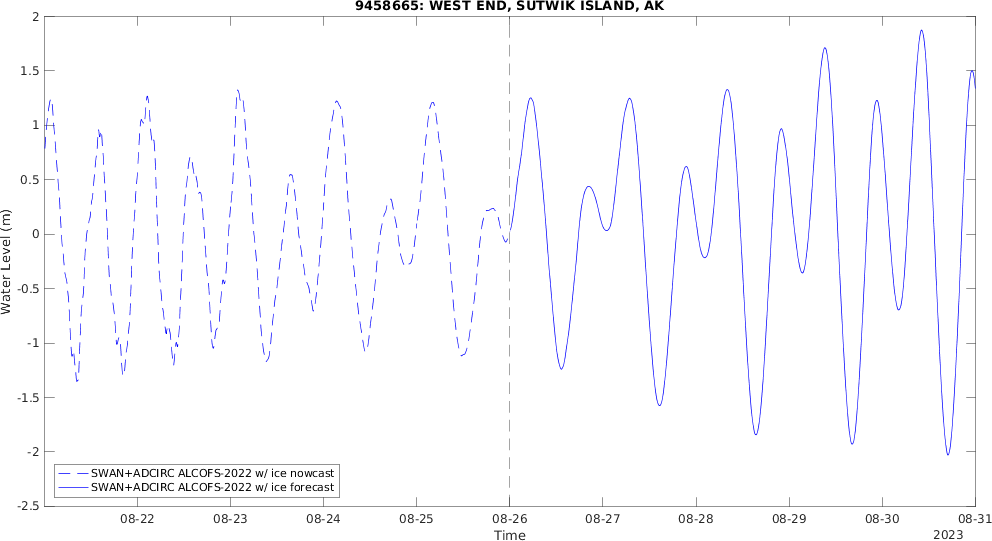 9458665: WEST END, SUTWIK ISLAND, AK
2
1.5
1
0.5
0
-0.5
-1
-1.5
-2
-2.5
Water Level (m)
SWAN+ADCIRC ALCOFS-2022 w/ ice nowcast
SWAN+ADCIRC ALCOFS-2022 w/ ice forecast
08-22 08-23 08-24 08-25 08-26 08-27 08-28 08-29 08-30 08-31
Time
2023